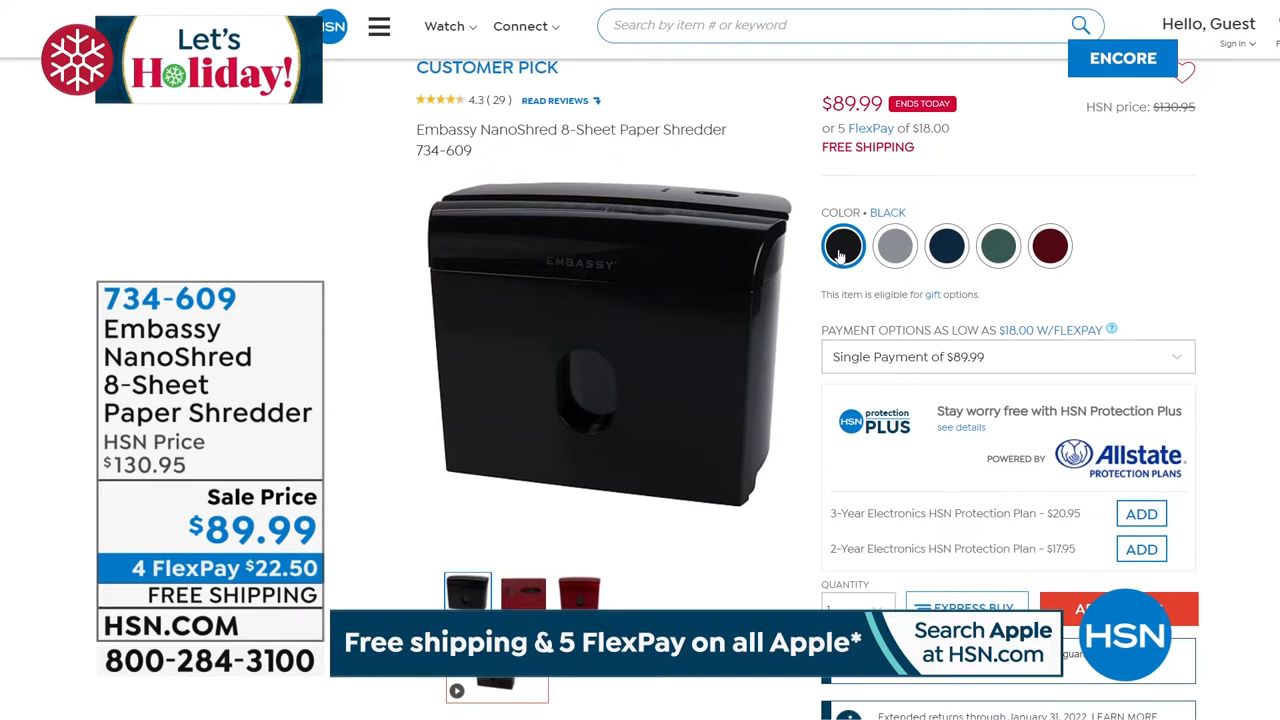 Let's
Holiday!
HSN
Watch
Connect
Search by item # or keyword
Hello, Guest
Sign In
ENCORE
CUSTOMER PICK
4.3 ( 29 ) READ REVIEWS
Embassy NanoShred 8-Sheet Paper Shredder
734-609
$89.99 ENDS TODAY
HSN price: $130.95
or 5 FlexPay of $18.00
FREE SHIPPING
EMBASSY
COLOR • BLACK
This item is eligible for gift options.
PAYMENT OPTIONS AS LOW AS $18.00 W/FLEXPAY ?
Single Payment of $89.99
HSN protection PLUS
Stay worry free with HSN Protection Plus
see details
POWERED BY Allstate
PROTECTION PLANS
3-Year Electronics HSN Protection Plan - $20.95 ADD
2-Year Electronics HSN Protection Plan - $17.95 ADD
QUANTITY
1
EXPRESS BUY
Extended returns through January 31, 2022. LEARN MORE
734-609
Embassy
NanoShred
8-Sheet
Paper Shredder
HSN Price
$130.95
Sale Price
$89.99
4 FlexPay $22.50
FREE SHIPPING
HSN.COM
800-284-3100
Free shipping & 5 FlexPay on all Apple*
Search Apple
at HSN.com
HSN